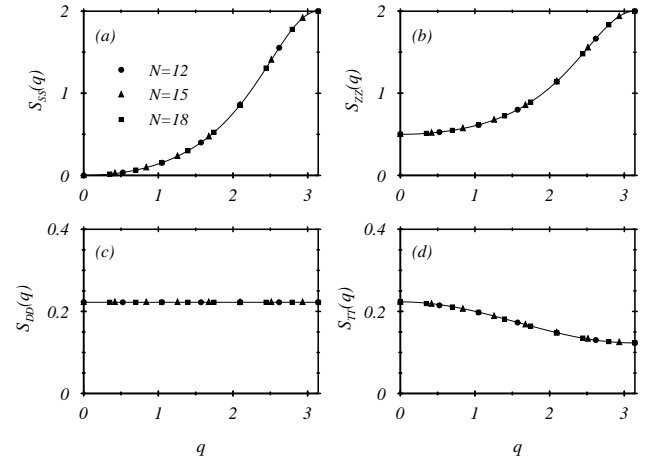 2
(a)
N=12
N=15
N=18
1
0
S_SS(q)
0 1 2 3
2
(b)
1
0
S_ZZ(q)
0 1 2 3
0.4
(c)
0.2
0
S_DD(q)
0 1 2 3
q
0.4
(d)
0.2
0
S_TT(q)
0 1 2 3
q